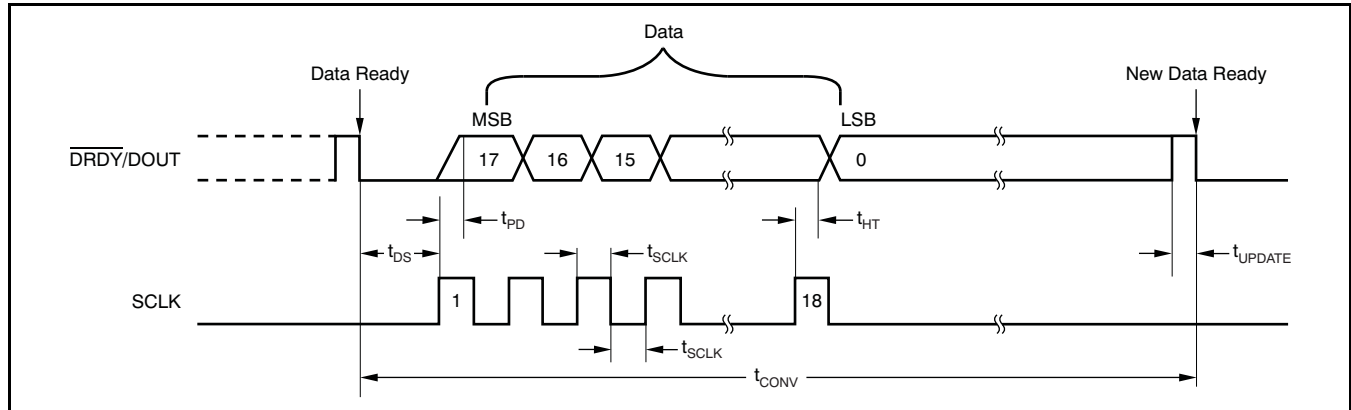 Data
Data Ready
New Data Ready
MSB
LSB
DRDY/DOUT
17
16
15
0
tPD
tHT
tDS
tSCLK
tUPDATE
SCLK
1
18
tSCLK
tCONV